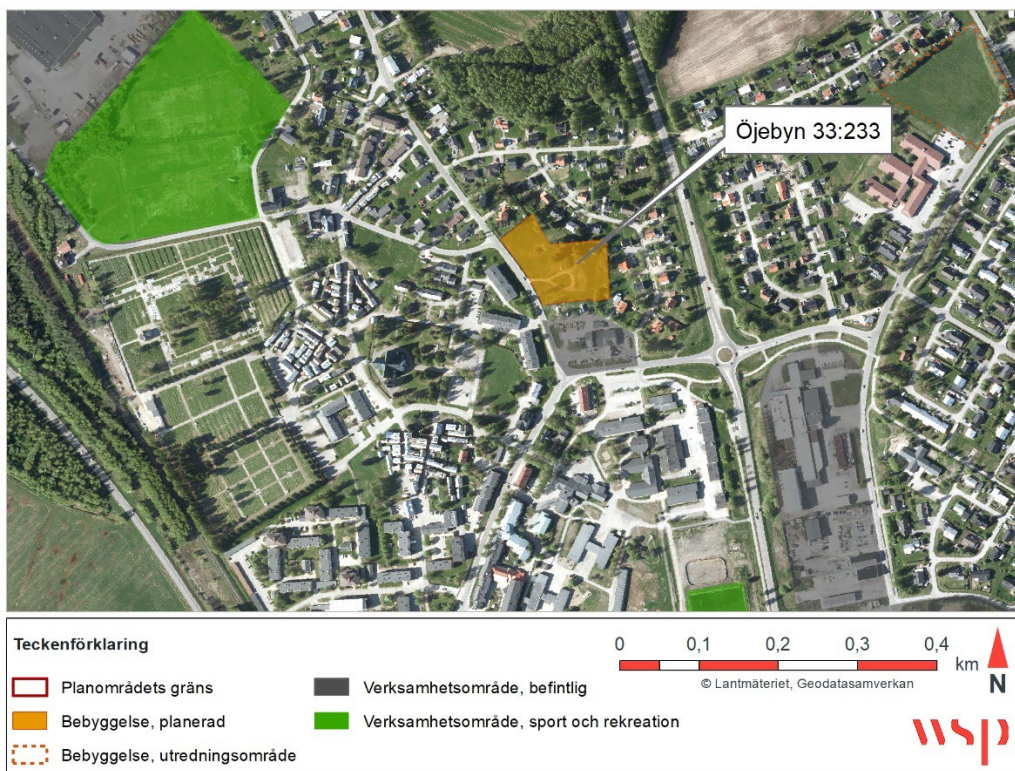 Öjebyn 33:233
Teckenförklaring
Planområdets gräns
Bebyggelse, planerad
Bebyggelse, utredningsområde
Verksamhetsområde, befintlig
Verksamhetsområde, sport och rekreation
0 0,1 0,2 0,3 0,4
km
© Lantmäteriet, Geodatasamverkan
N
wsp